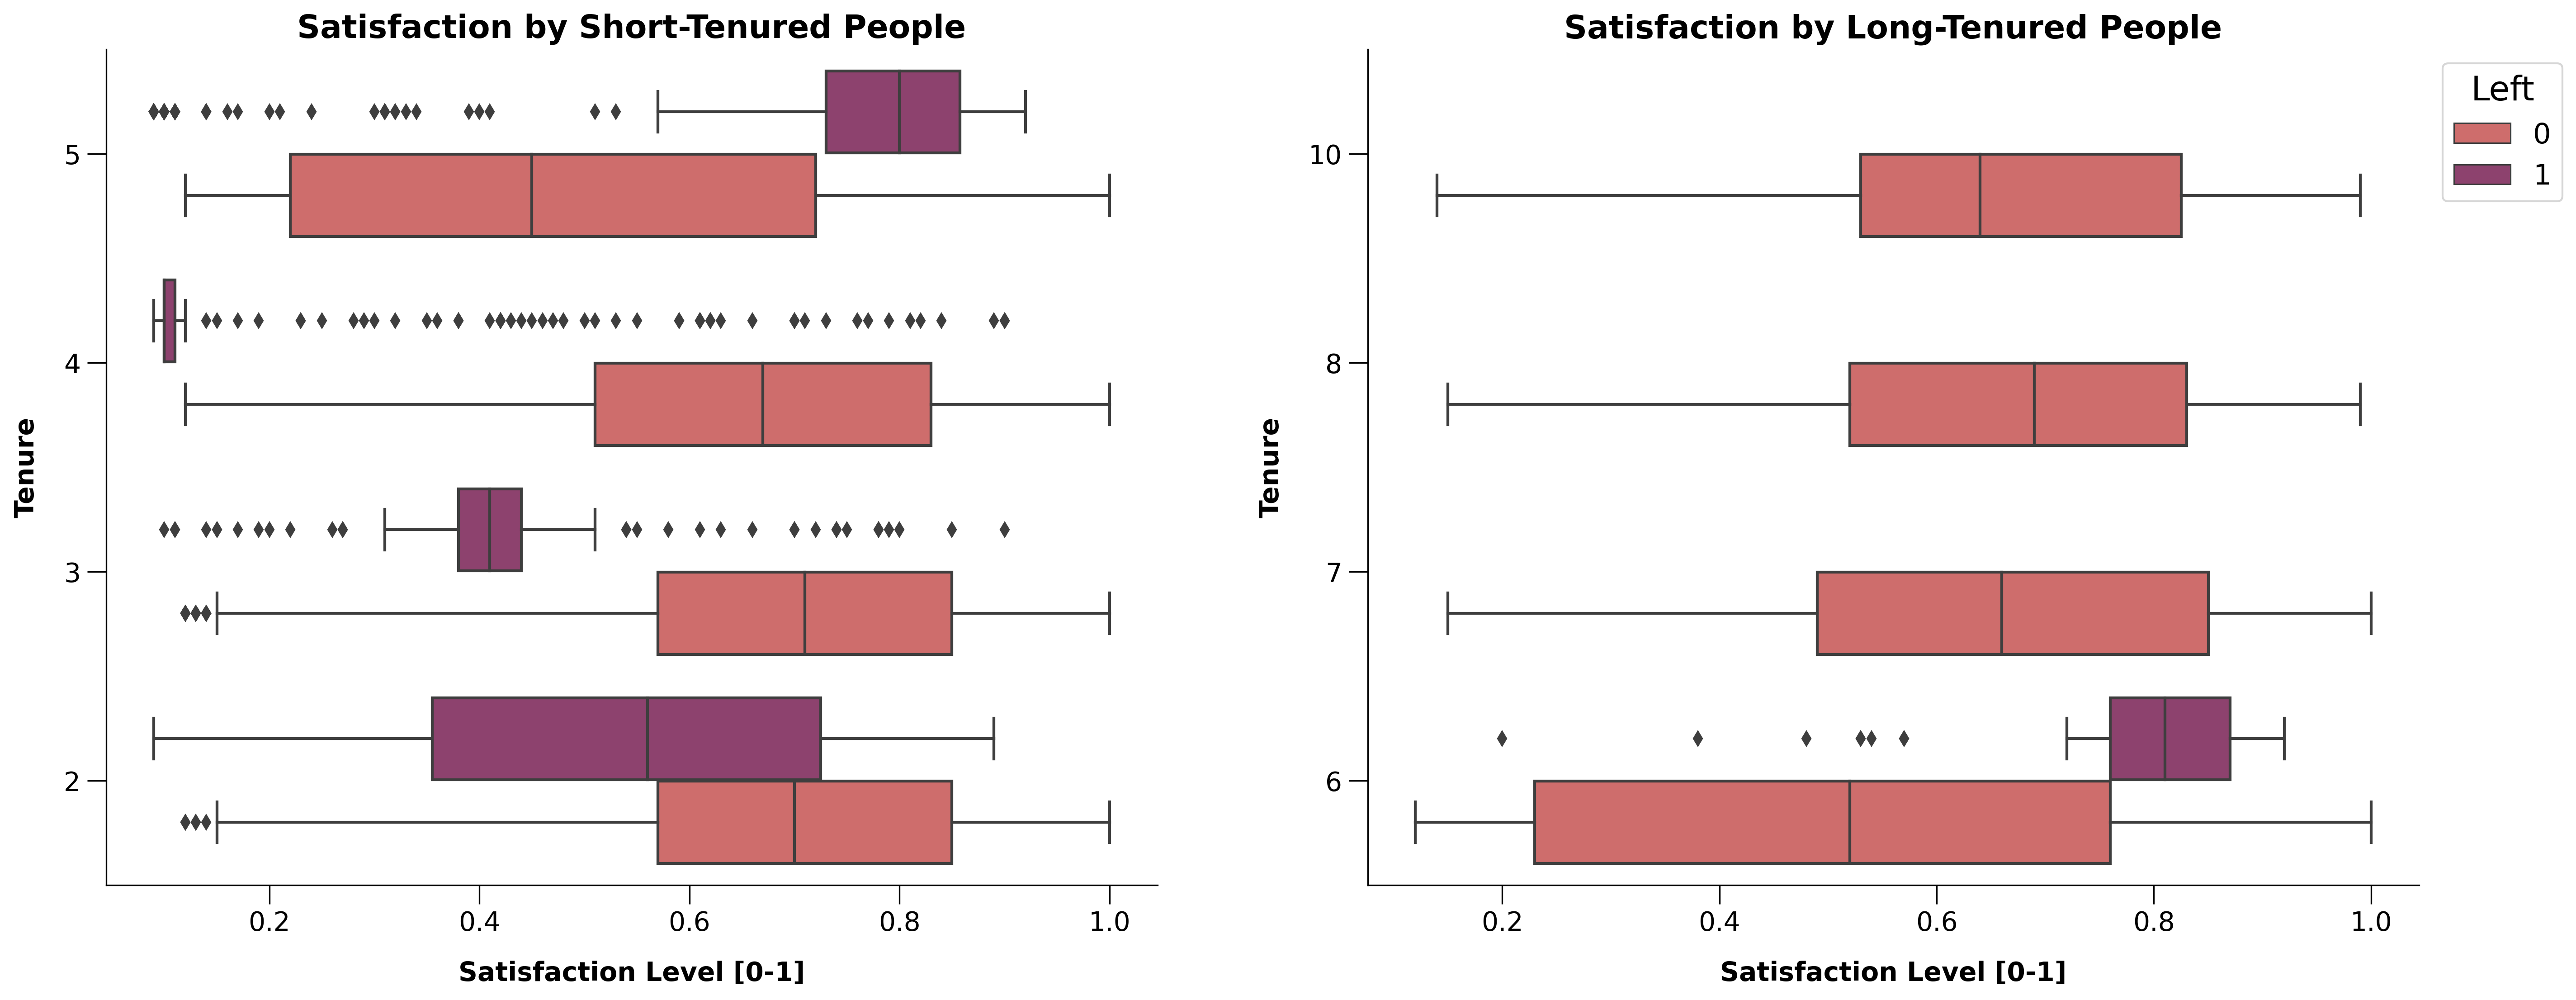 Satisfaction by Short-Tenured People
5
4
3
2
Tenure
0.2 0.4 0.6 0.8 1.0
Satisfaction Level [0-1]
Satisfaction by Long-Tenured People
10
8
7
6
Tenure
0.2 0.4 0.6 0.8 1.0
Satisfaction Level [0-1]
Left
0
1